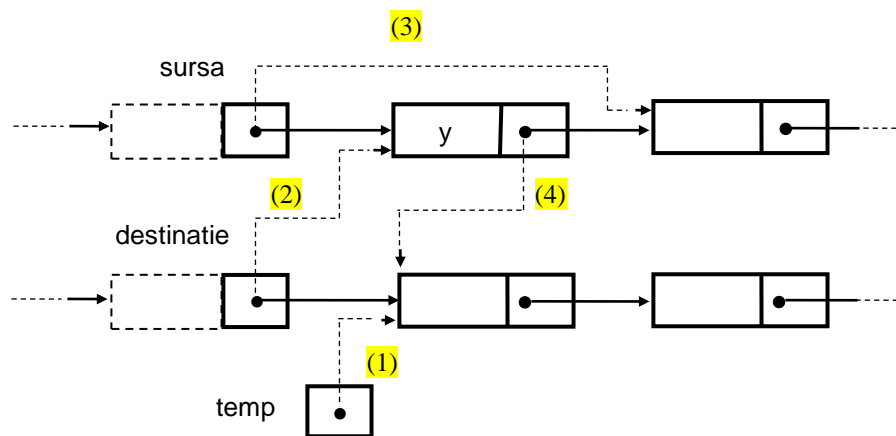 (3)
sursa
y
(2)
(4)
destinatie
(1)
temp